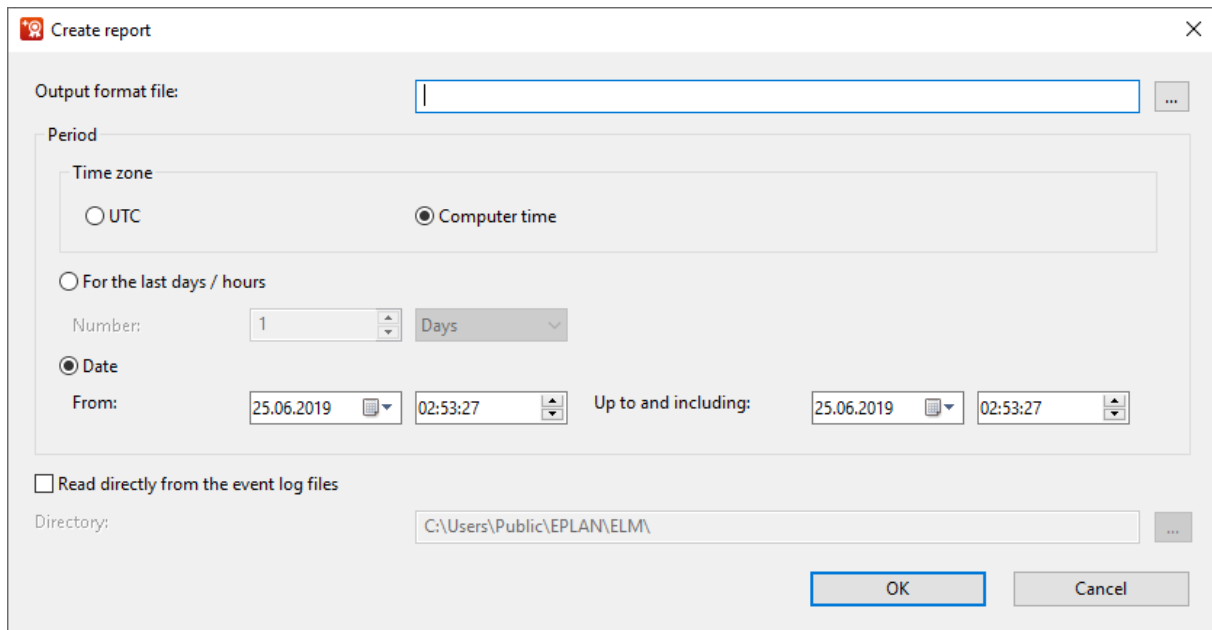 Create report
Output format file:
...
Period
Time zone
UTC Computer time
For the last days / hours
Number: 1 Days
Date
From: 25.06.2019 02:53:27 Up to and including: 25.06.2019 02:53:27
Read directly from the event log files
Directory: C:\Users\Public\EPLAN\ELM\ ...
OK Cancel